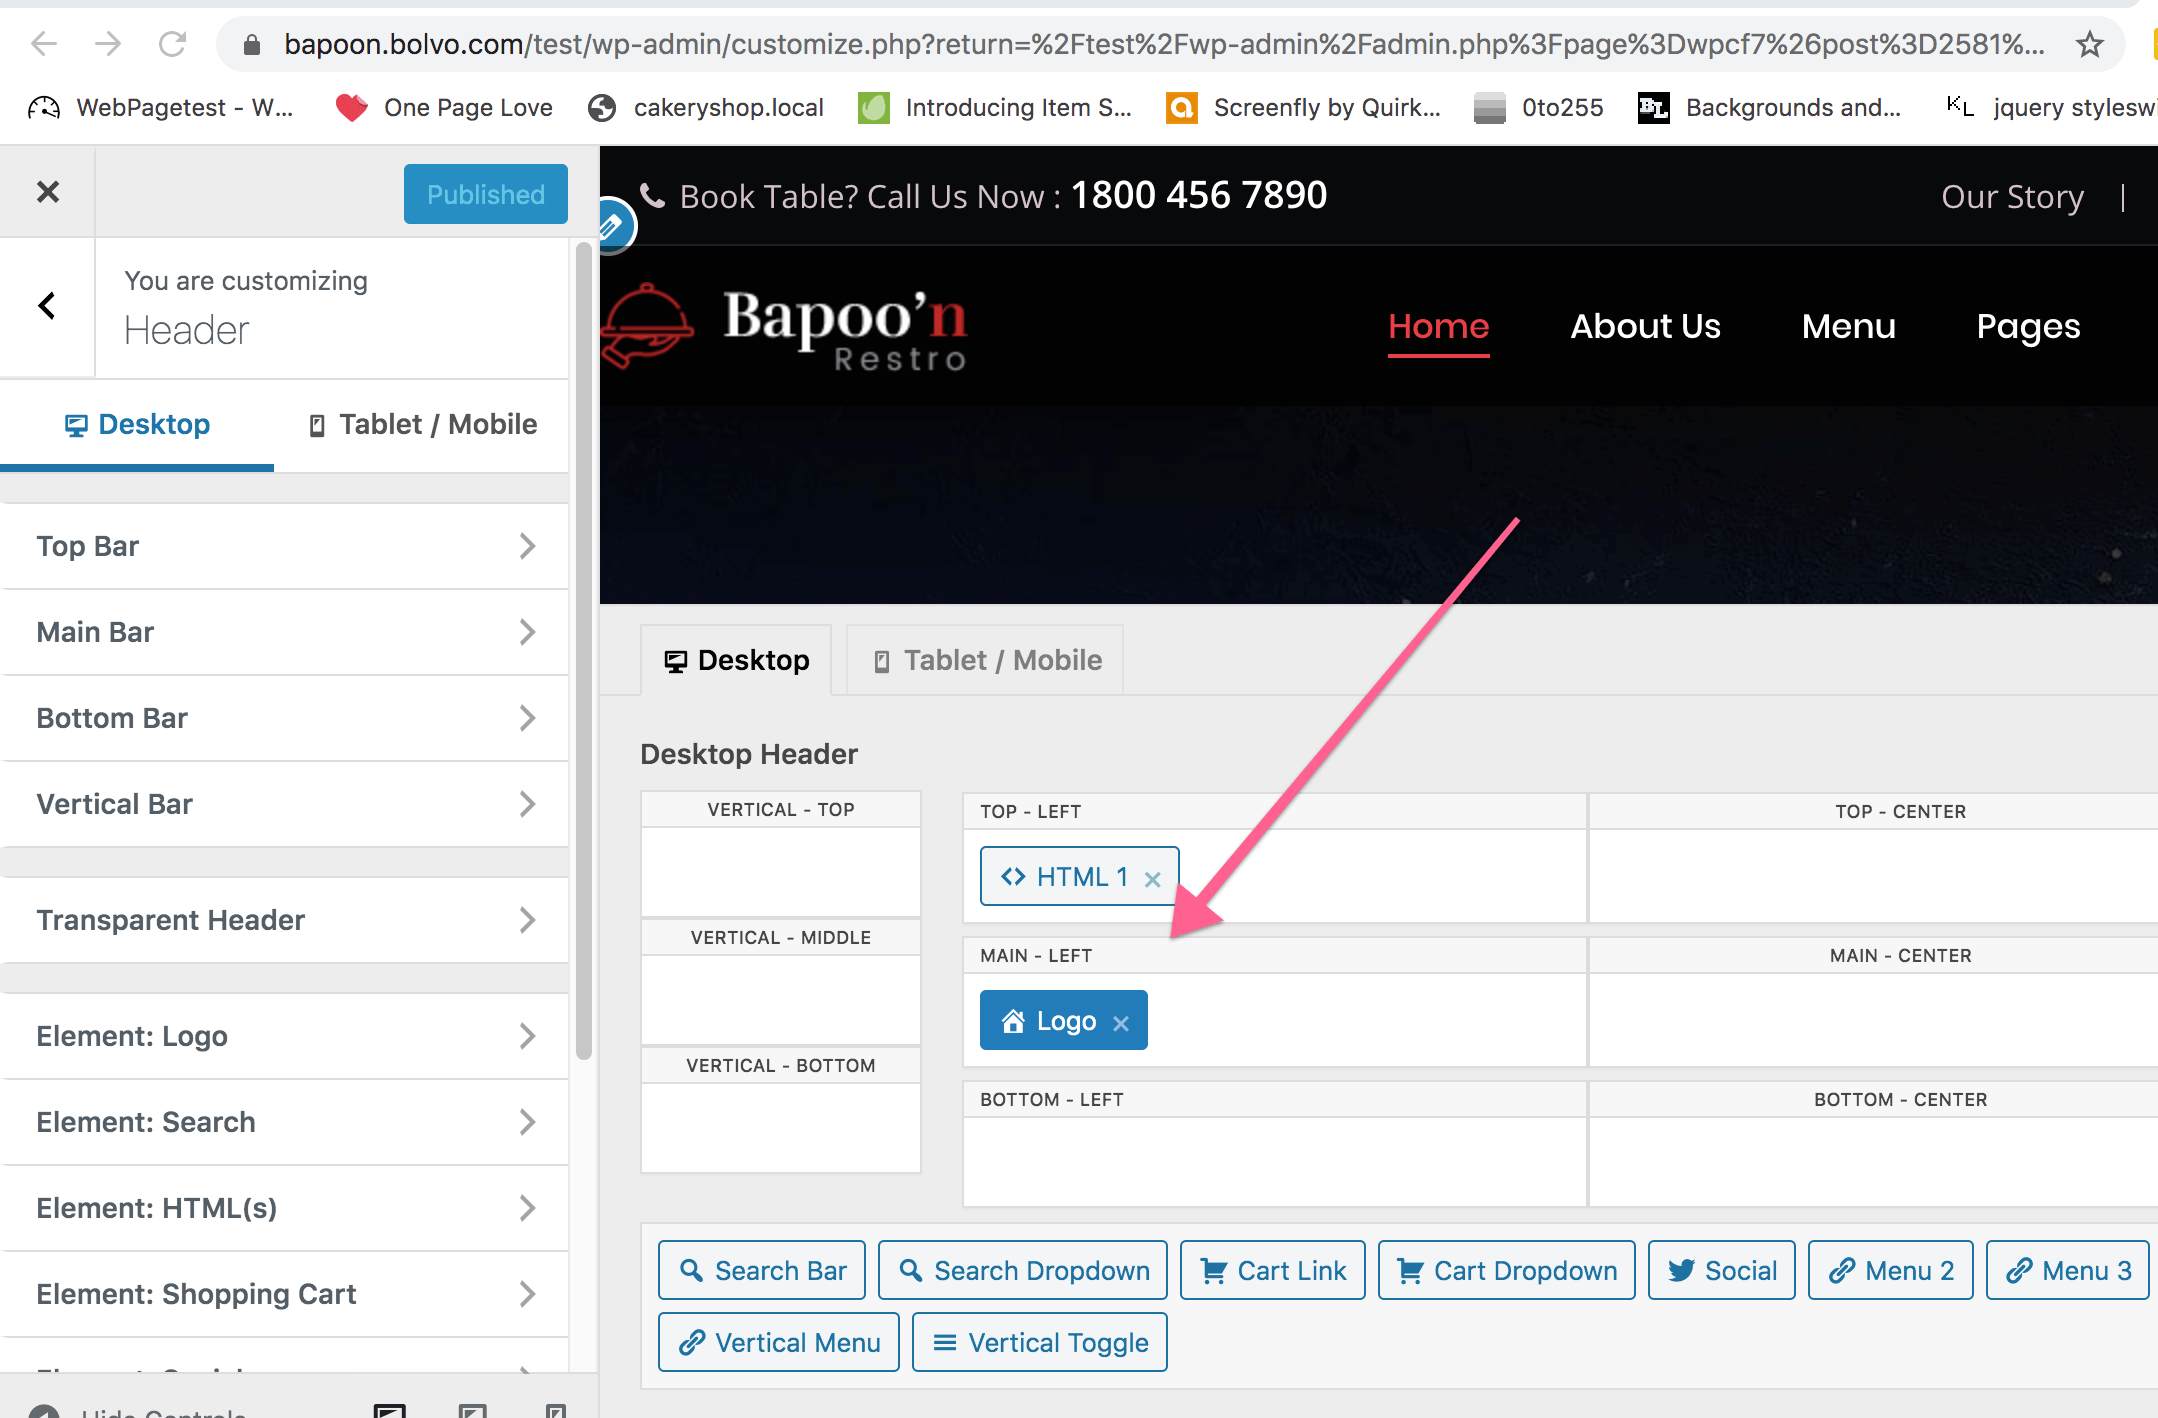 bapoon.bolvo.com/test/wp-admin/customize.php?return=%2Ftest%2Fwp-admin%2Fadmin.php%3Fpage%3Dwpcf7%26post%3D2581%...
WebPagetest - W... One Page Love cakeryshop.local Introducing Item S... Screenfly by Quirk... 0to255 Backgrounds and... jquery styleswi
Published
You are customizing
Header
Desktop Tablet / Mobile
Top Bar
Main Bar
Bottom Bar
Vertical Bar
Transparent Header
Element: Logo
Element: Search
Element: HTML(s)
Element: Shopping Cart
Hide Controls
Book Table? Call Us Now : 1800 456 7890 Our Story |
Bapoo’n
Restro
Home About Us Menu Pages
Desktop Tablet / Mobile
Desktop Header
VERTICAL - TOP
VERTICAL - MIDDLE
VERTICAL - BOTTOM
TOP - LEFT TOP - CENTER
HTML 1 ×
MAIN - LEFT MAIN - CENTER
Logo ×
BOTTOM - LEFT BOTTOM - CENTER
Search Bar Search Dropdown Cart Link Cart Dropdown Social Menu 2 Menu 3
Vertical Menu Vertical Toggle